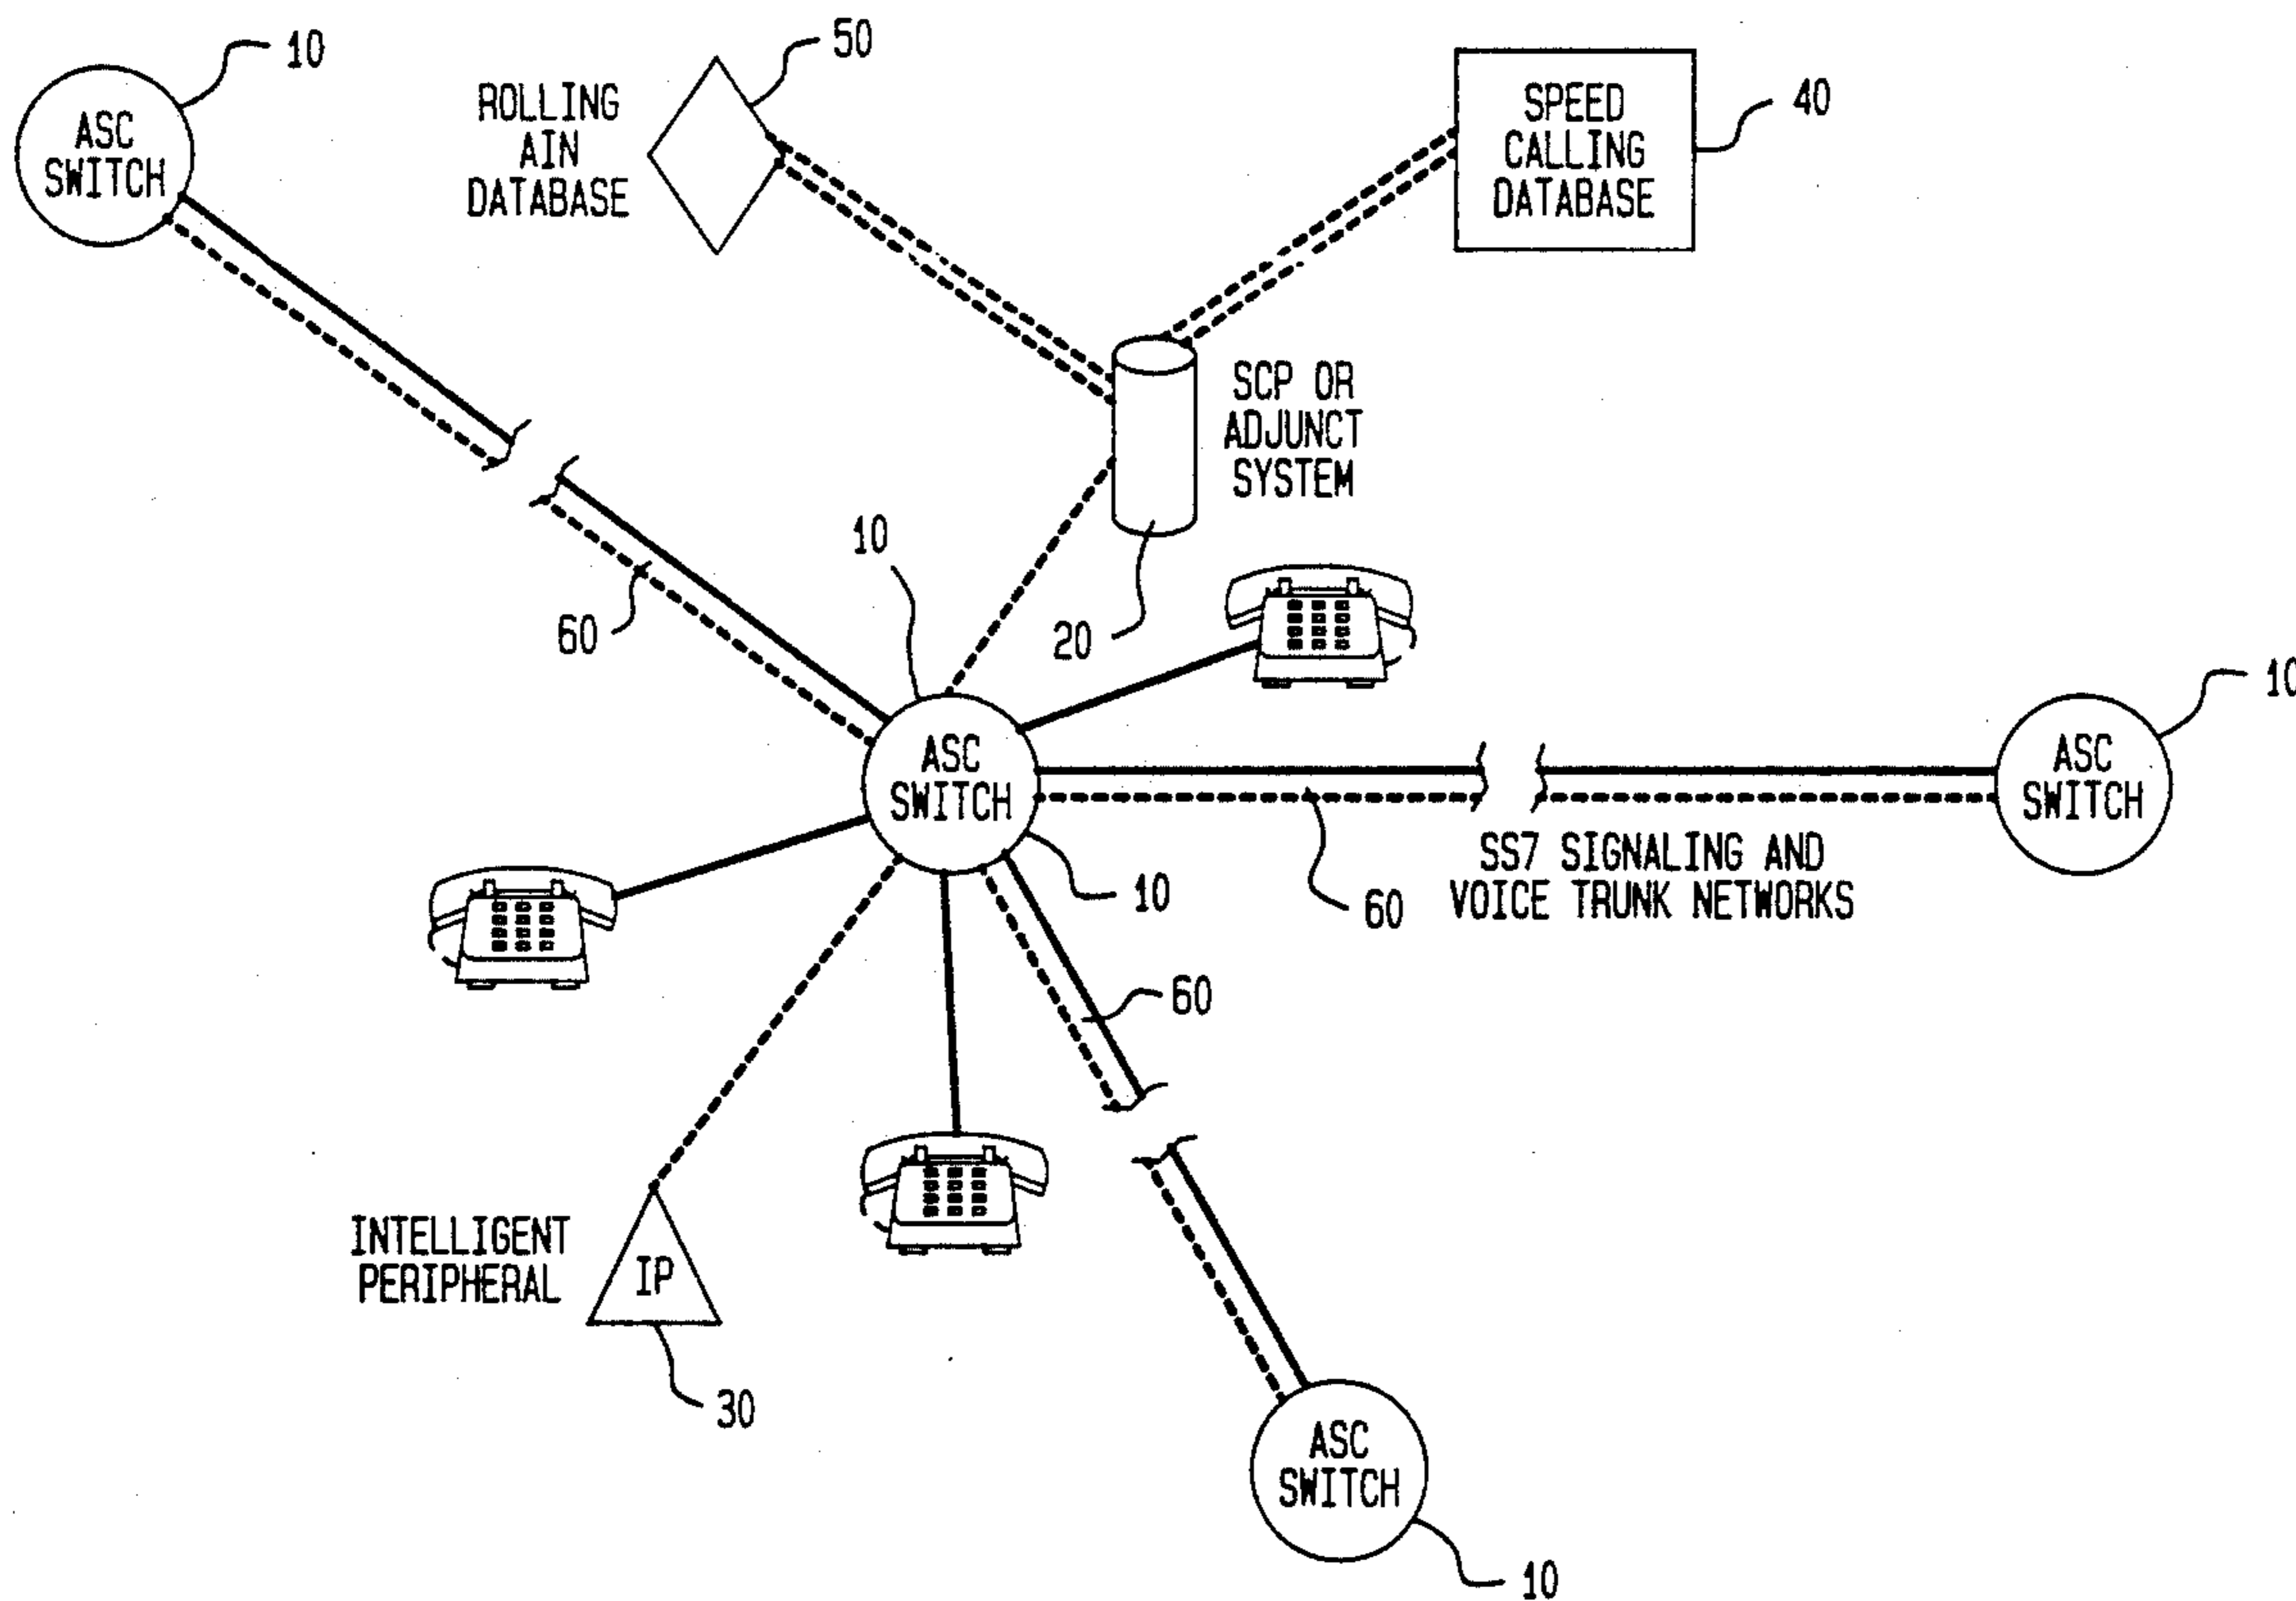 10
ASC
SWITCH
ROLLING
AIN
DATABASE
50
SPEED
CALLING
DATABASE
40
SCP OR
ADJUNCT
SYSTEM
20
10
60
ASC
SWITCH
10
10
ASC
SWITCH
60
SS7 SIGNALING AND
VOICE TRUNK NETWORKS
60
INTELLIGENT
PERIPHERAL
IP
30
ASC
SWITCH
10